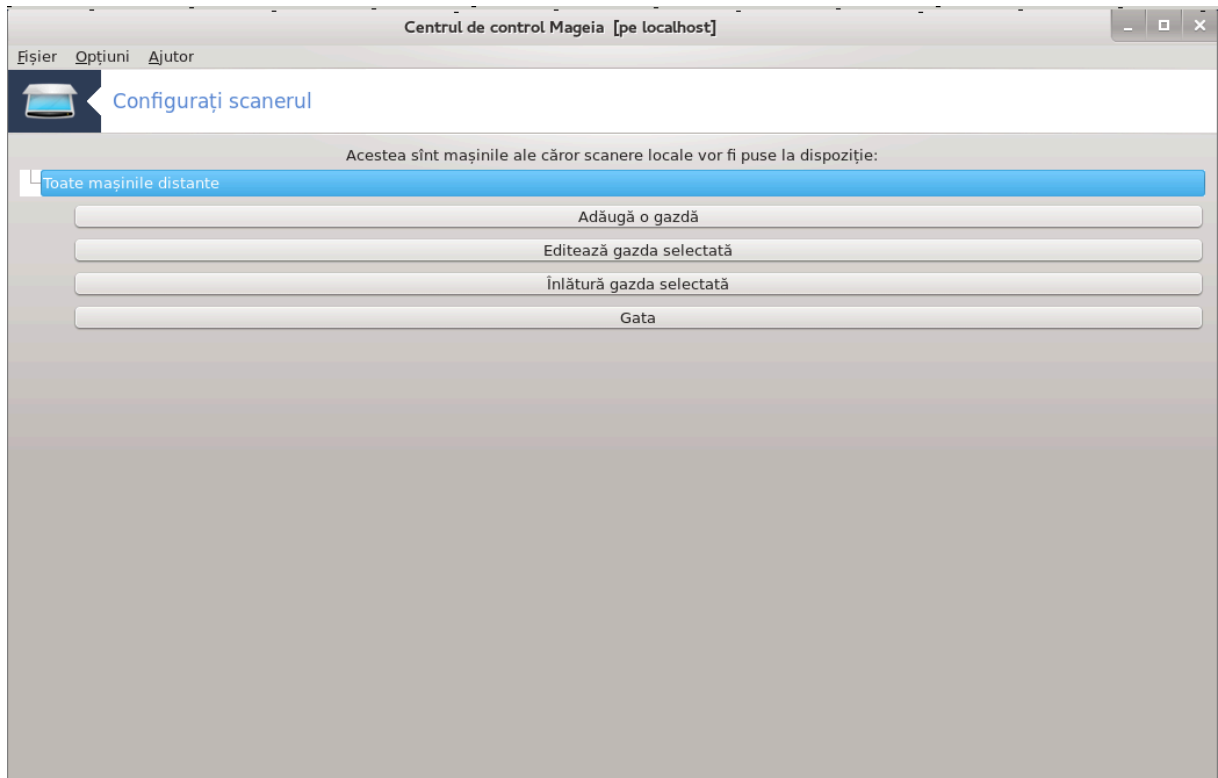 Centrul de control Mageia [pe localhost]
Fișier Opțiuni Ajutor
Configurați scanerul
Acestea sînt mașinile ale căror scanere locale vor fi puse la dispoziție:
Toate mașinile distante
Adăugă o gazdă
Editează gazda selectată
Înlătură gazda selectată
Gata